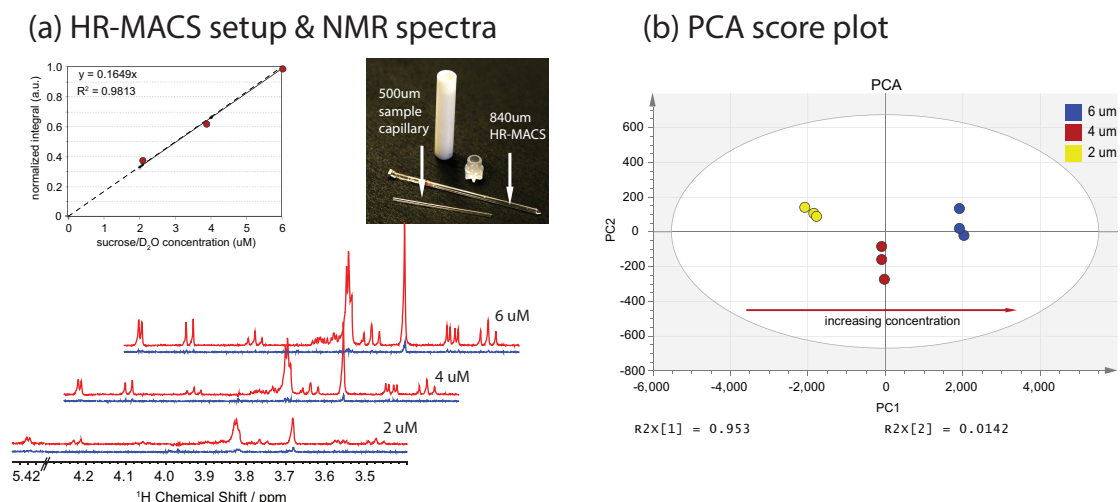 (a) HR-MACS setup & NMR spectra
1.0
0.8
0.6
0.4
0.2
0
y = 0.1649x
R² = 0.9813
normalized integral (a.u.)
0 2 4 6
sucrose/D₂O concentration (uM)
500um
sample
capillary
840um
HR-MACS
6 uM
4 uM
2 uM
5.42 4.2 4.1 4.0 3.9 3.8 3.7 3.6 3.5
¹H Chemical Shift / ppm
(b) PCA score plot
PCA
6 um
4 um
2 um
600
400
200
0
-200
-400
-600
-800
PC2
increasing concentration
-6,000 -4,000 -2,000 0 2,000 4,000
PC1
R2X[1] = 0.953 R2X[2] = 0.0142